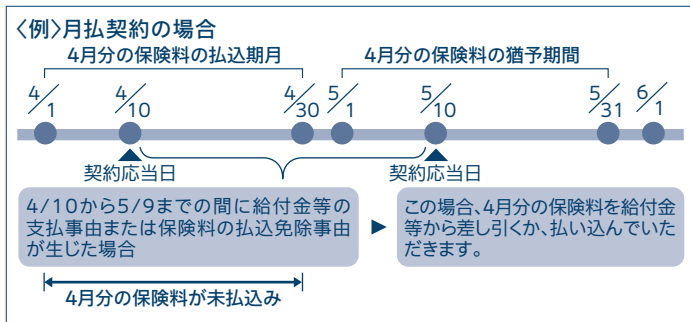 〈例〉月払契約の場合
4月分の保険料の払込期月
4月分の保険料の猶予期間
4/1
4/10
4/30
5/1
5/10
5/31
6/1
契約応当日
契約応当日
4/10から5/9までの間に給付金等の
支払事由または保険料の払込免除事由
が生じた場合
▶
この場合、4月分の保険料を給付金
等から差し引くか、払い込んでいた
だきます。
4月分の保険料が未払込み